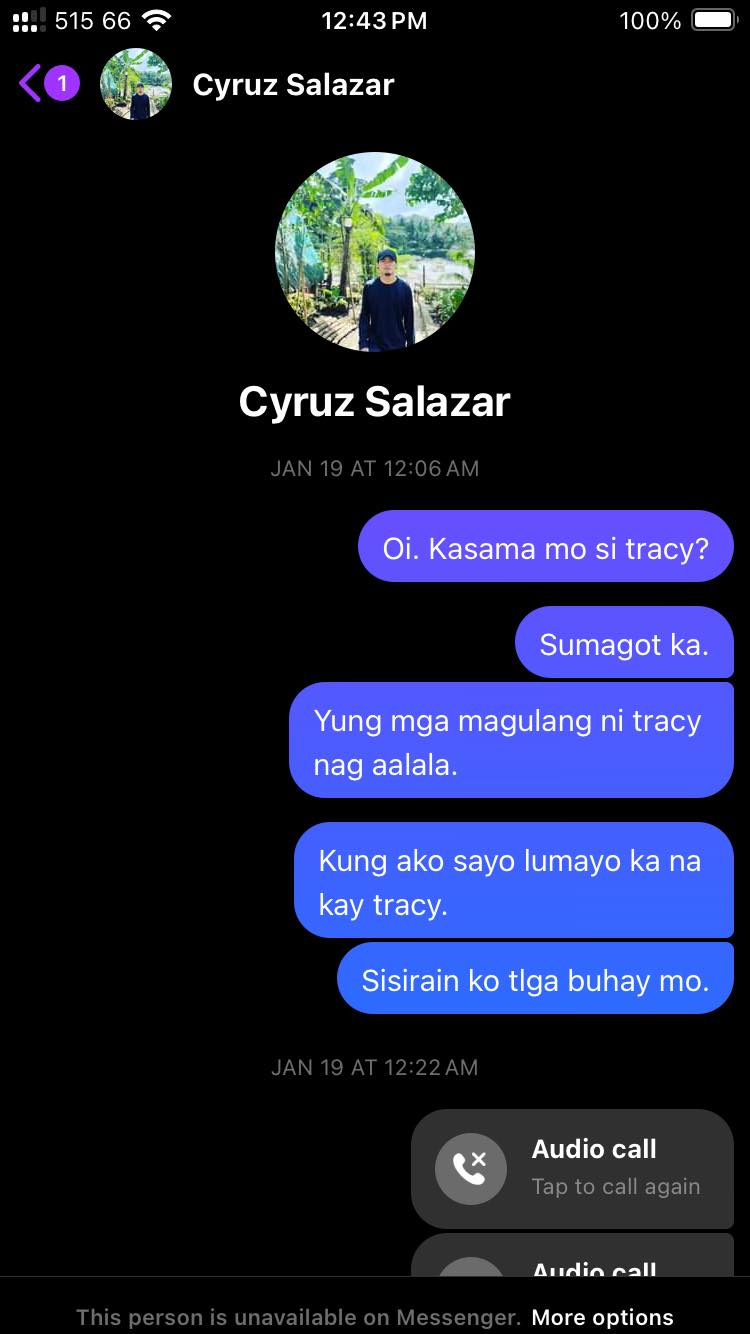 515 66
12:43 PM
100%
1
Cyruz Salazar
Cyruz Salazar
JAN 19 AT 12:06 AM
Oi. Kasama mo si tracy?
Sumagot ka.
Yung mga magulang ni tracy
nag aalala.
Kung ako sayo lumayo ka na
kay tracy.
Sisirain ko tlga buhay mo.
JAN 19 AT 12:22 AM
Audio call
Tap to call again
Audio call
This person is unavailable on Messenger. More options